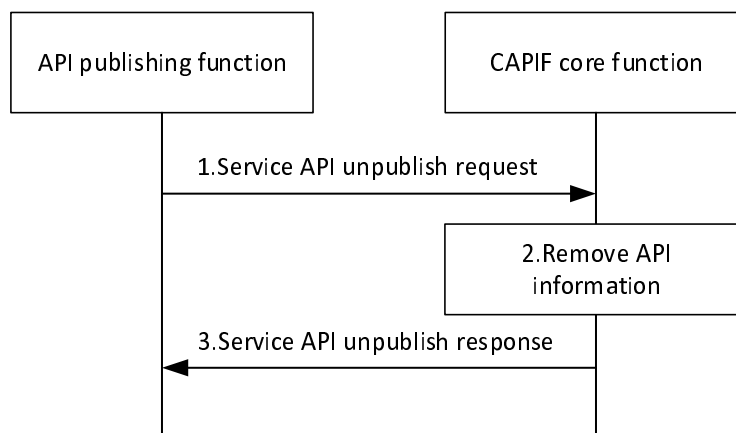 API publishing function
CAPIF core function
1.Service API unpublish request
2.Remove API
information
3.Service API unpublish response